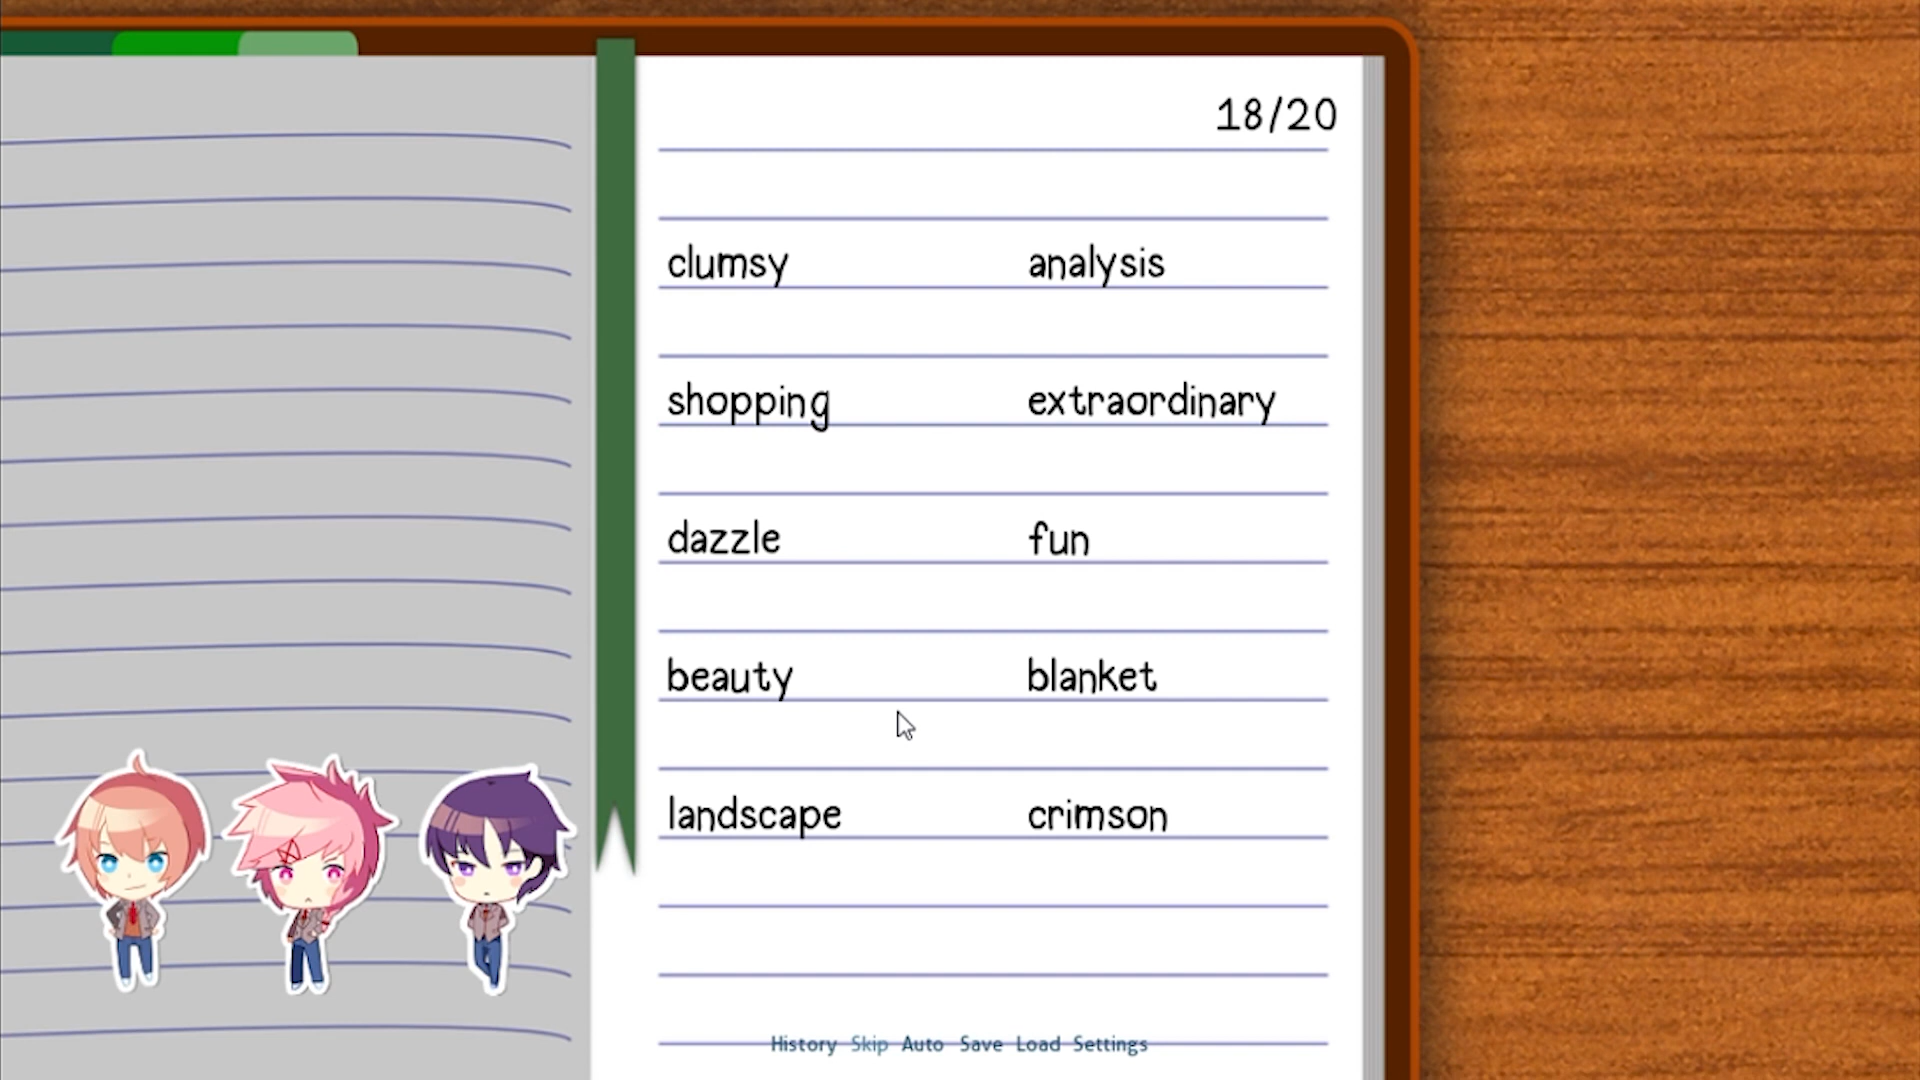 18/20
clumsy analysis
shopping extraordinary
dazzle fun
beauty blanket
landscape crimson
History Skip Auto Save Load Settings